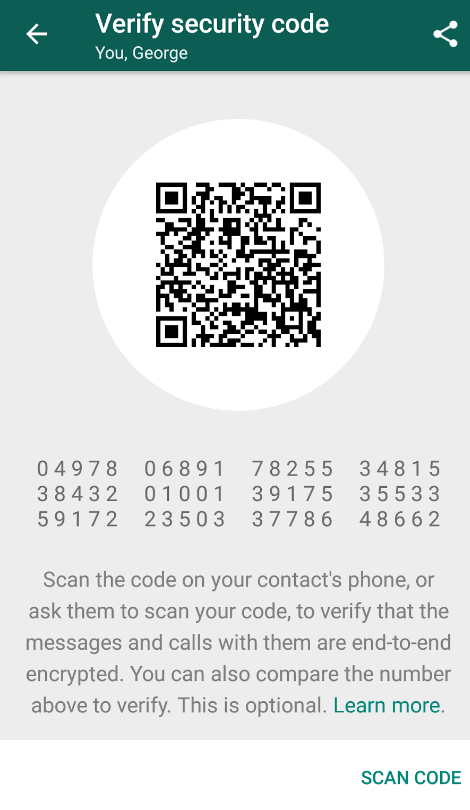 Verify security code
You, George
04978 06891 78255 34815
38432 01001 39175 35533
59172 23503 37786 48662
Scan the code on your contact's phone, or
ask them to scan your code, to verify that the
messages and calls with them are end-to-end
encrypted. You can also compare the number
above to verify. This is optional. Learn more.
SCAN CODE